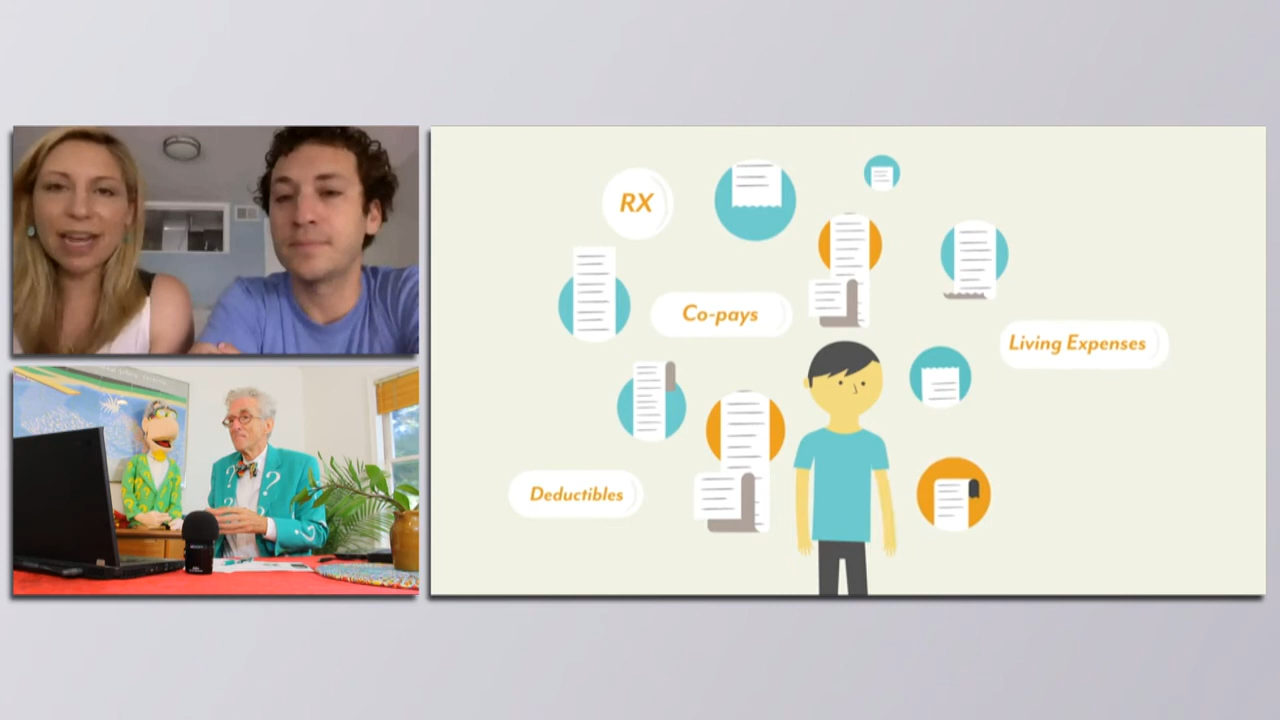 RX
Co-pays
Living Expenses
Deductibles
?
?
?